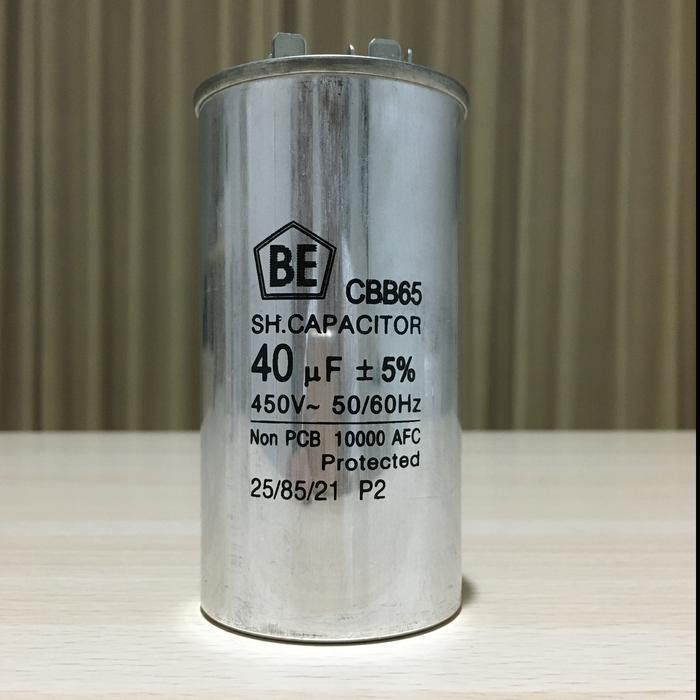 BE
CBB65
SH.CAPACITOR
40 µF ± 5%
450V~ 50/60Hz
Non PCB 10000 AFC
Protected
25/85/21 P2